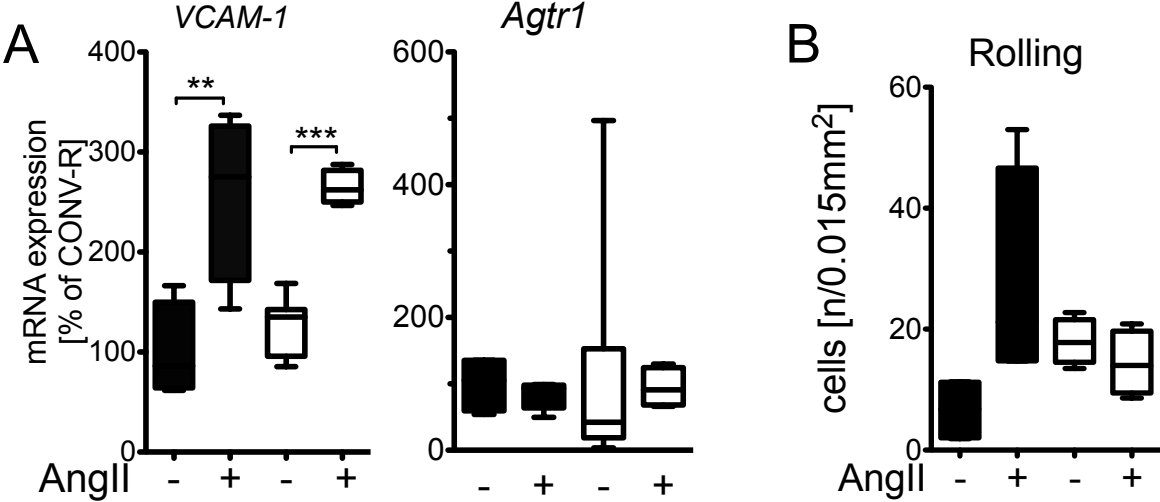 A
VCAM-1
Agtr1
B
Rolling
mRNA expression
[% of CONV-R]
400
300
200
100
0
**
***
AngII - + - +
600
400
200
0
- + - +
cells [n/0.015mm²]
60
40
20
0
AngII - + - +